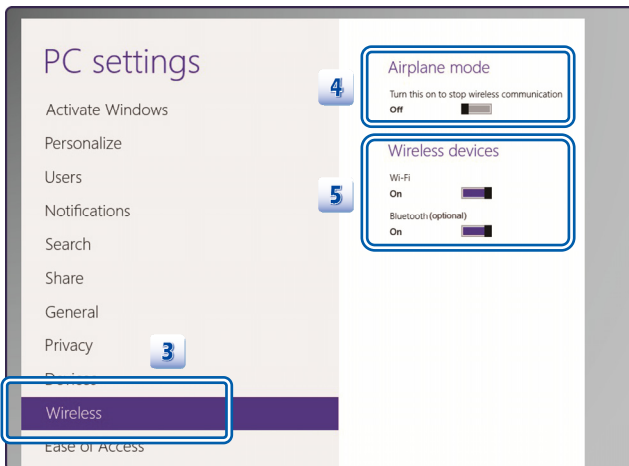 PC settings
Activate Windows
Personalize
Users
Notifications
Search
Share
General
Privacy
3
Devices
Wireless
Ease of Access
4
Airplane mode
Turn this on to stop wireless communication
Off
5
Wireless devices
Wi-Fi
On
Bluetooth (optional)
On